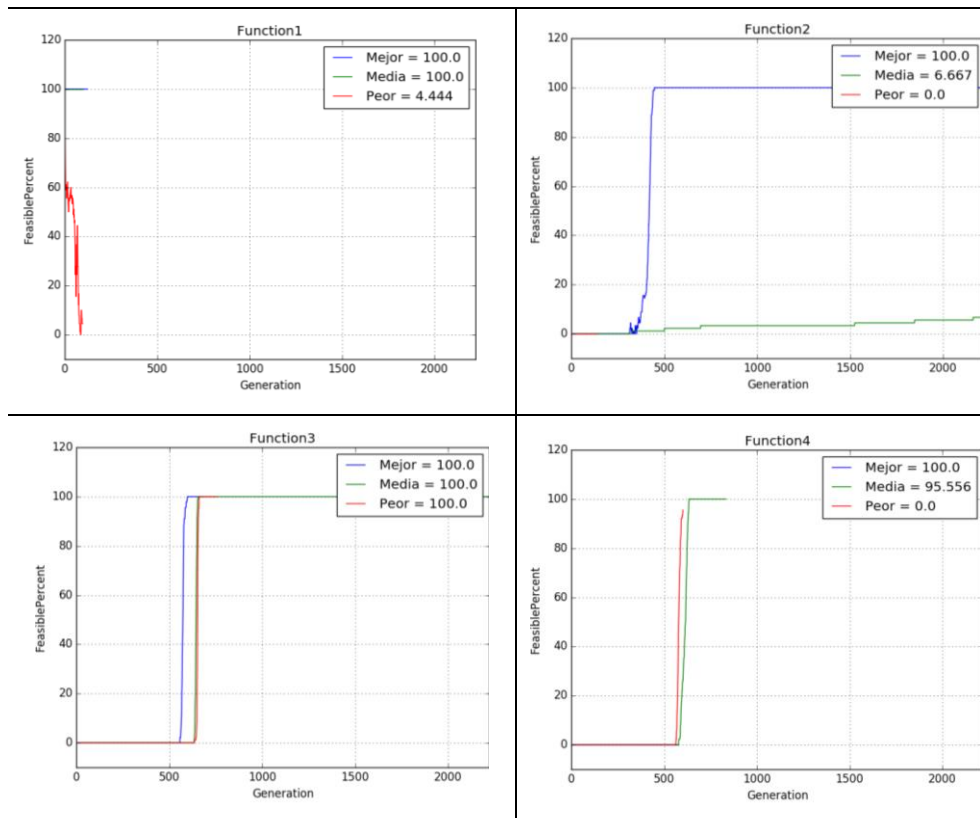 Function1
120
100
80
60
40
20
0
FeasiblePercent
Mejor = 100.0
Media = 100.0
Peor = 4.444
0 500 1000 1500 2000
Generation
Function2
120
100
80
60
40
20
0
FeasiblePercent
Mejor = 100.0
Media = 6.667
Peor = 0.0
0 500 1000 1500 2000
Generation
Function3
120
100
80
60
40
20
0
FeasiblePercent
Mejor = 100.0
Media = 100.0
Peor = 100.0
0 500 1000 1500 2000
Generation
Function4
120
100
80
60
40
20
0
FeasiblePercent
Mejor = 100.0
Media = 95.556
Peor = 0.0
0 500 1000 1500 2000
Generation